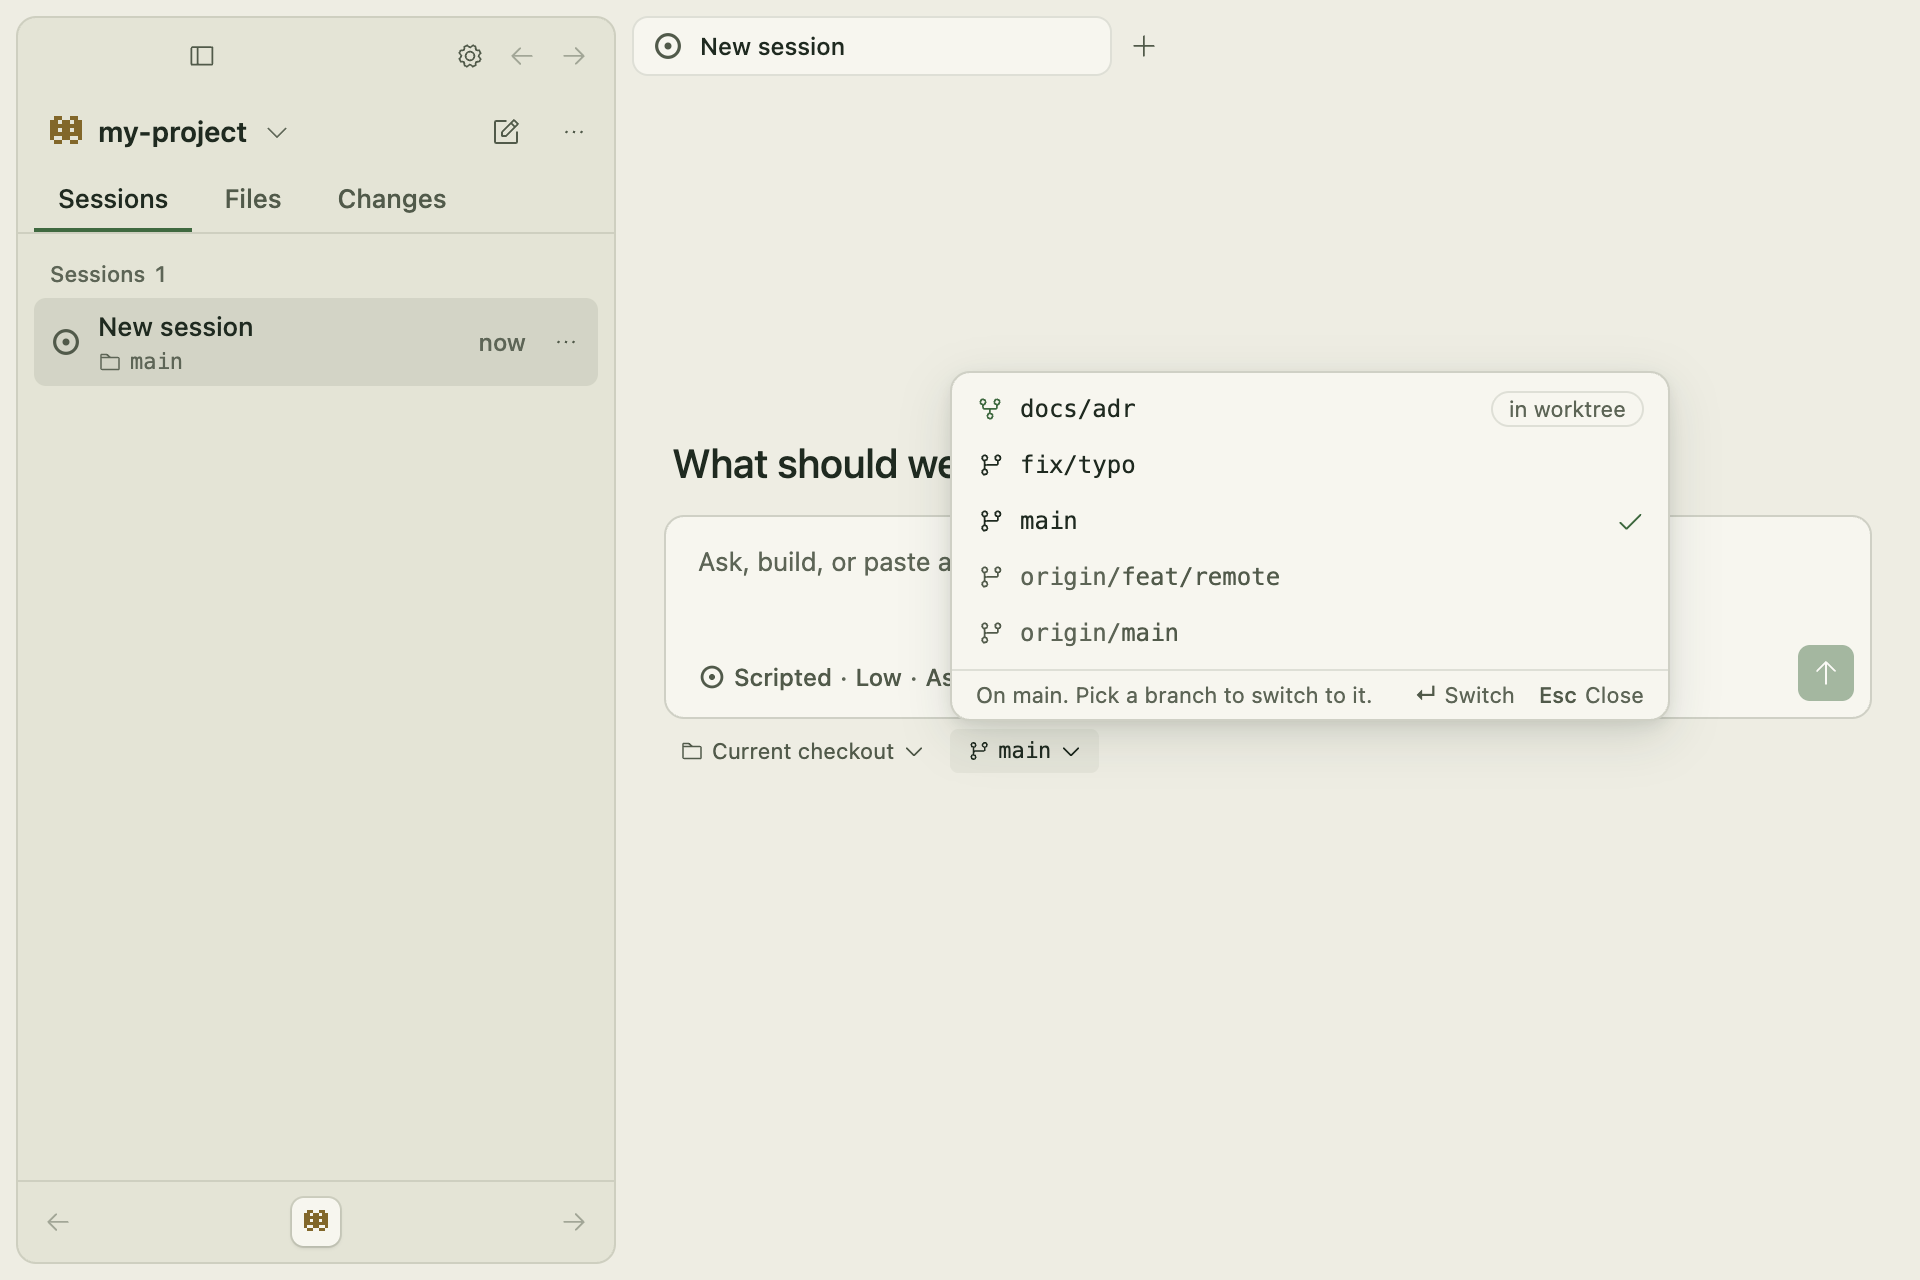 New session
my-project
Sessions
Files
Changes
Sessions 1
New session
now
main
What should we
Ask, build, or paste a
Scripted · Low · As
docs/adr
in worktree
fix/typo
main
origin/feat/remote
origin/main
On main. Pick a branch to switch to it.
Switch
Esc Close
Current checkout
main